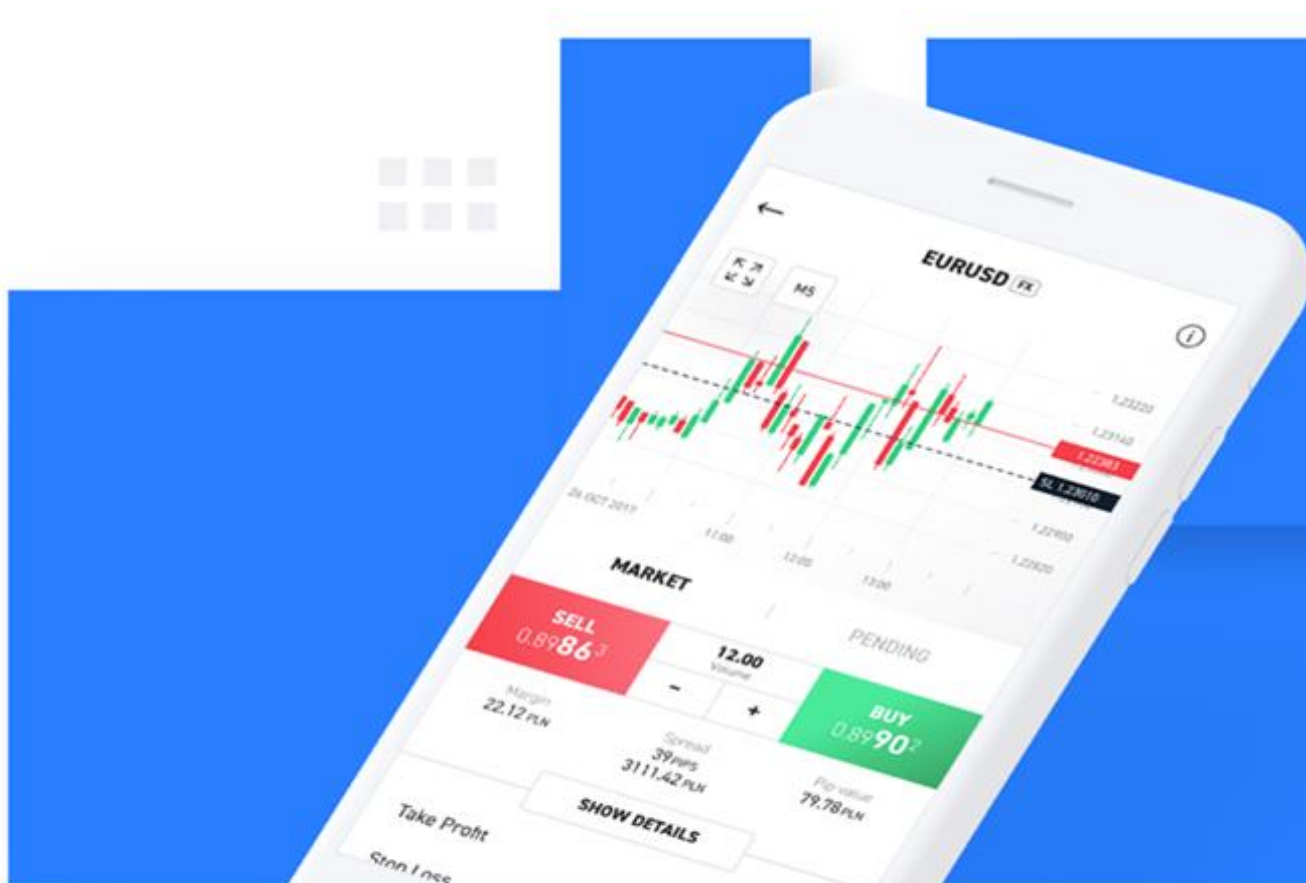 EURUSD FX
M5
1.23220
1.23140
1.22383
SL 1.23010
1.22900
1.22820
26 OCT 2017
11:00
12:00
13:00
MARKET
PENDING
SELL
0.89863
12.00
Volume
-
+
BUY
0.89902
Margin
22.12 PLN
Spread
39 PIPS
3111.42 PLN
Pip value
79.78 PLN
SHOW DETAILS
Take Profit
Stop Loss